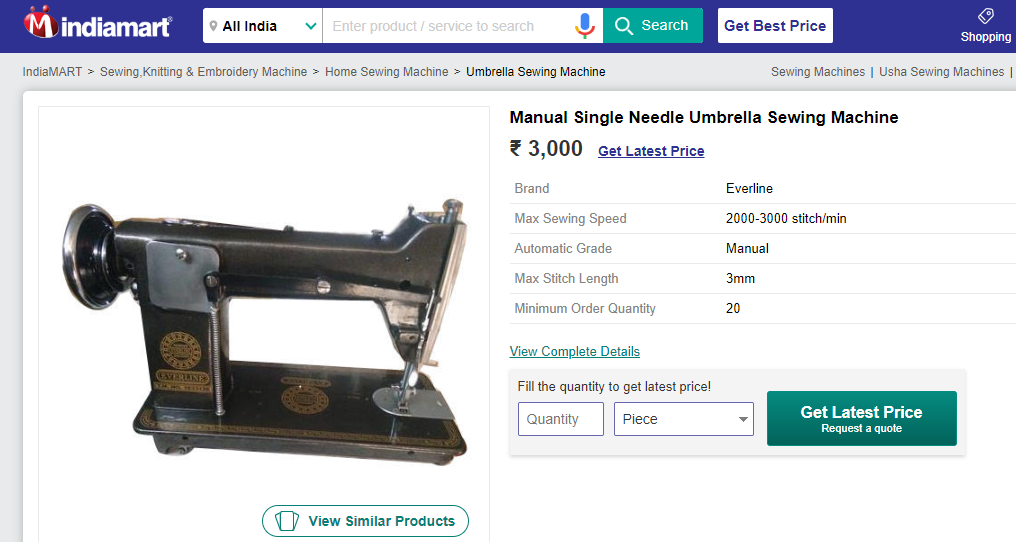 indiamart
All India
Enter product / service to search
Search
Get Best Price
Shopping
IndiaMART > Sewing,Knitting & Embroidery Machine > Home Sewing Machine > Umbrella Sewing Machine
Sewing Machines | Usha Sewing Machines |
Manual Single Needle Umbrella Sewing Machine
₹ 3,000 Get Latest Price
Brand Everline
Max Sewing Speed 2000-3000 stitch/min
Automatic Grade Manual
Max Stitch Length 3mm
Minimum Order Quantity 20
View Complete Details
Fill the quantity to get latest price!
Quantity
Piece
Get Latest Price
Request a quote
EVERLINE
View Similar Products